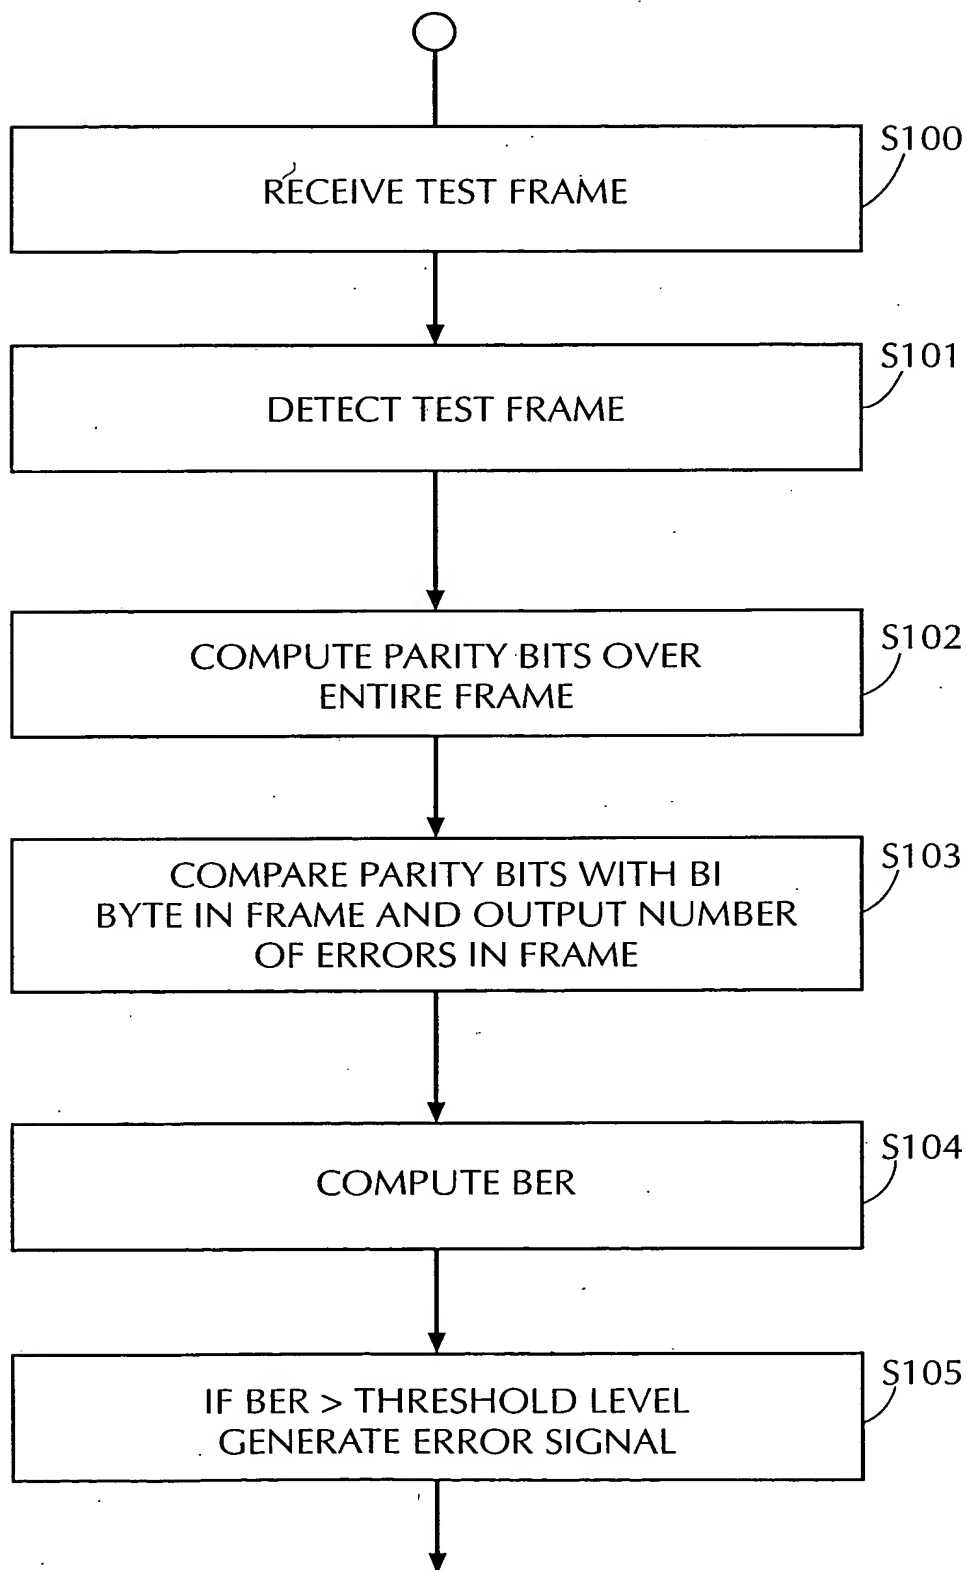 S100
RECEIVE TEST FRAME
S101
DETECT TEST FRAME
S102
COMPUTE PARITY BITS OVER
ENTIRE FRAME
S103
COMPARE PARITY BITS WITH BI
BYTE IN FRAME AND OUTPUT NUMBER
OF ERRORS IN FRAME
S104
COMPUTE BER
S105
IF BER > THRESHOLD LEVEL
GENERATE ERROR SIGNAL